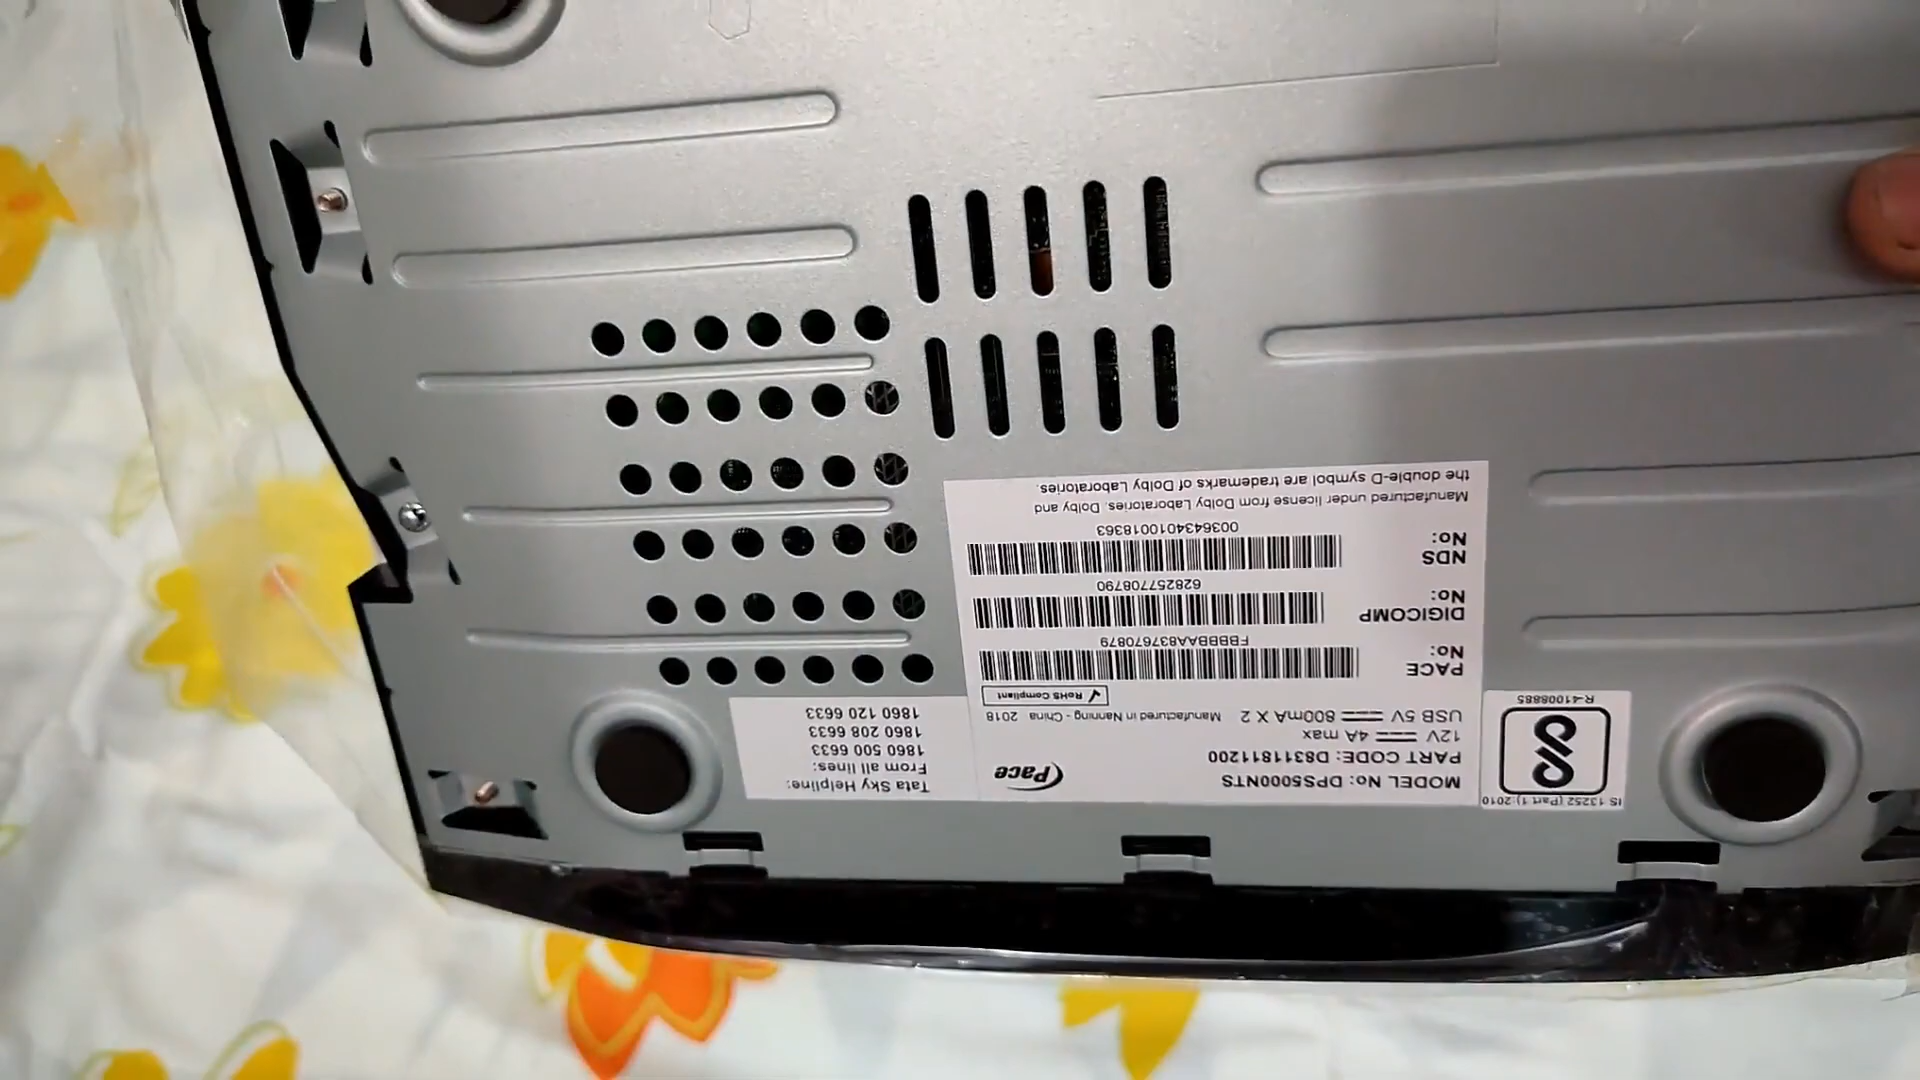 MODEL No: DPS5000NTS
PART CODE: D8311811200
12V 4A max
USB 5V 800mA X 2 Manufactured in Nanning - China 2018
Pace
RoHS Compliant
PACE
No:
FBBBBAA837670879
DIGICOMP
No:
628257708790
NDS
No:
0036434010018363
Manufactured under license from Dolby Laboratories. Dolby and
the double-D symbol are trademarks of Dolby Laboratories.
Tata Sky Helpline:
From all lines:
1860 500 6633
1860 208 6633
1860 120 6633
IS 13252 (Part 1):2010
R-41008885